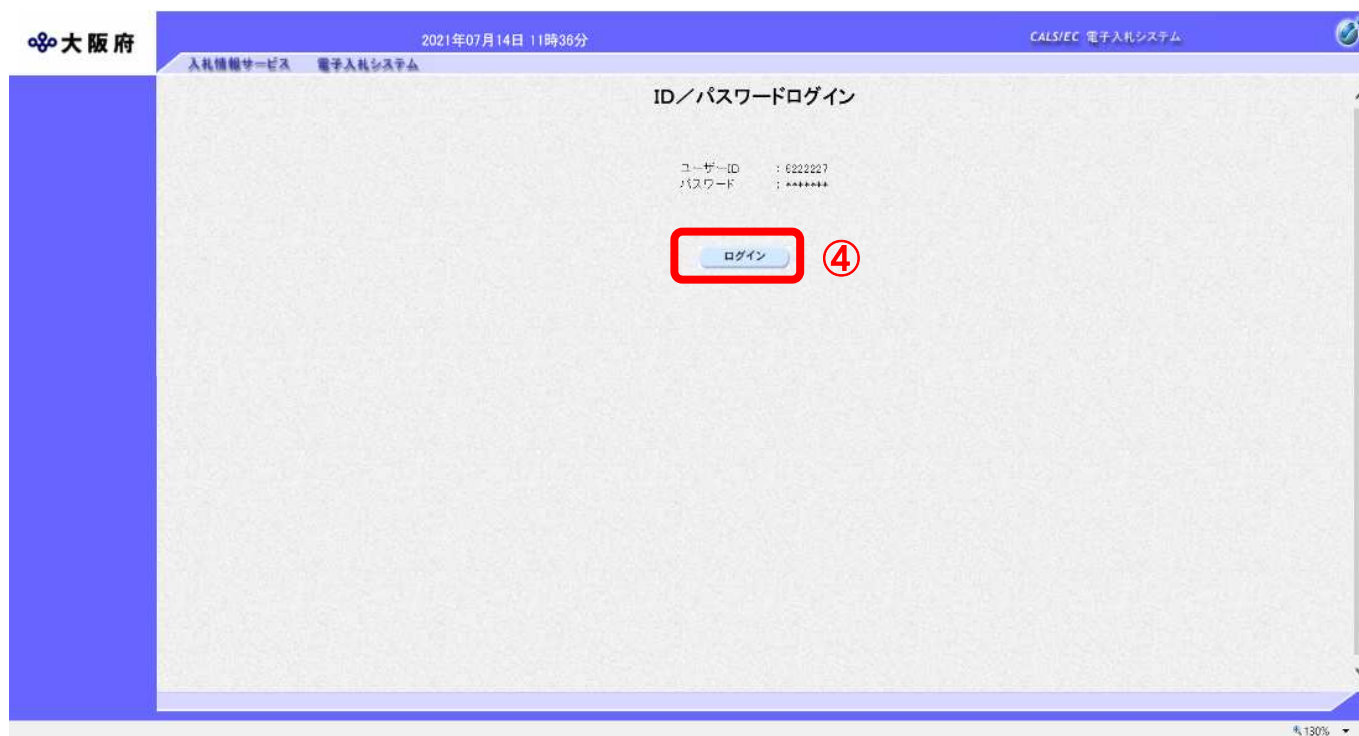 大阪府
2021年07月14日 11時36分
CALS/EC 電子入札システム
入札情報サービス 電子入札システム
ID／パスワードログイン
ユーザーID : 6222227
パスワード : *******
ログイン ④
130%